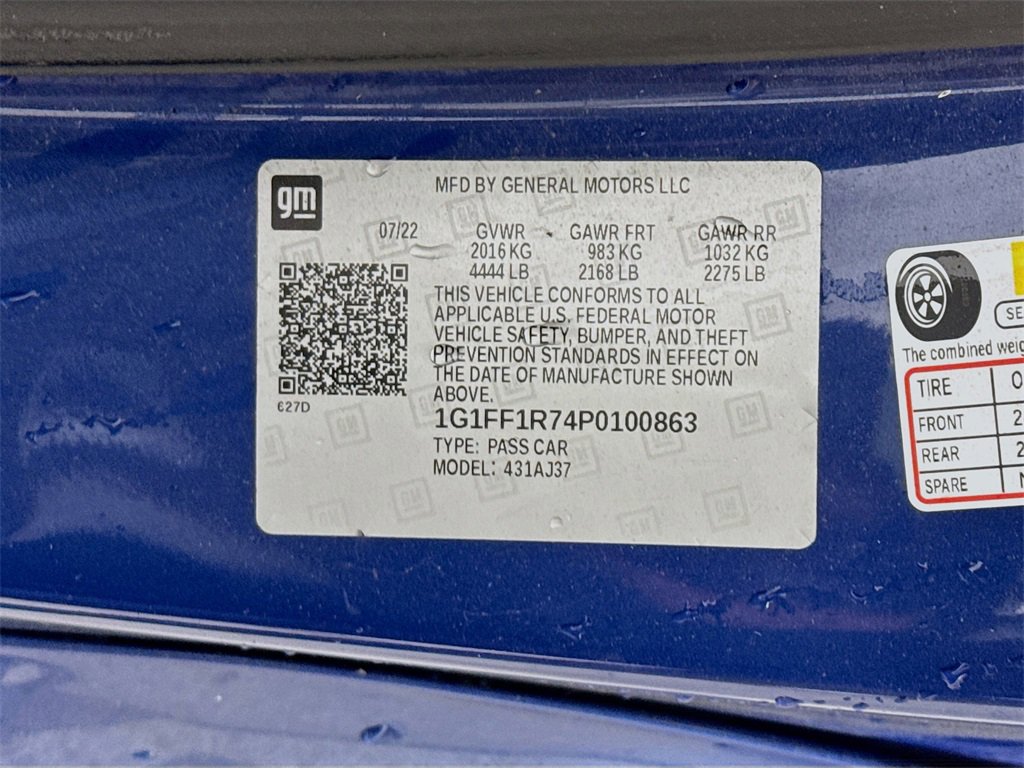 gm
MFD BY GENERAL MOTORS LLC
07/22 GVWR GAWR FRT GAWR RR
2016 KG 983 KG 1032 KG
4444 LB 2168 LB 2275 LB
THIS VEHICLE CONFORMS TO ALL
APPLICABLE U.S. FEDERAL MOTOR
VEHICLE SAFETY, BUMPER, AND THEFT
PREVENTION STANDARDS IN EFFECT ON
THE DATE OF MANUFACTURE SHOWN
ABOVE.
627D
1G1FF1R74P0100863
TYPE: PASS CAR
MODEL: 431AJ37
The combined
TIRE
FRONT 2
REAR 2
SPARE